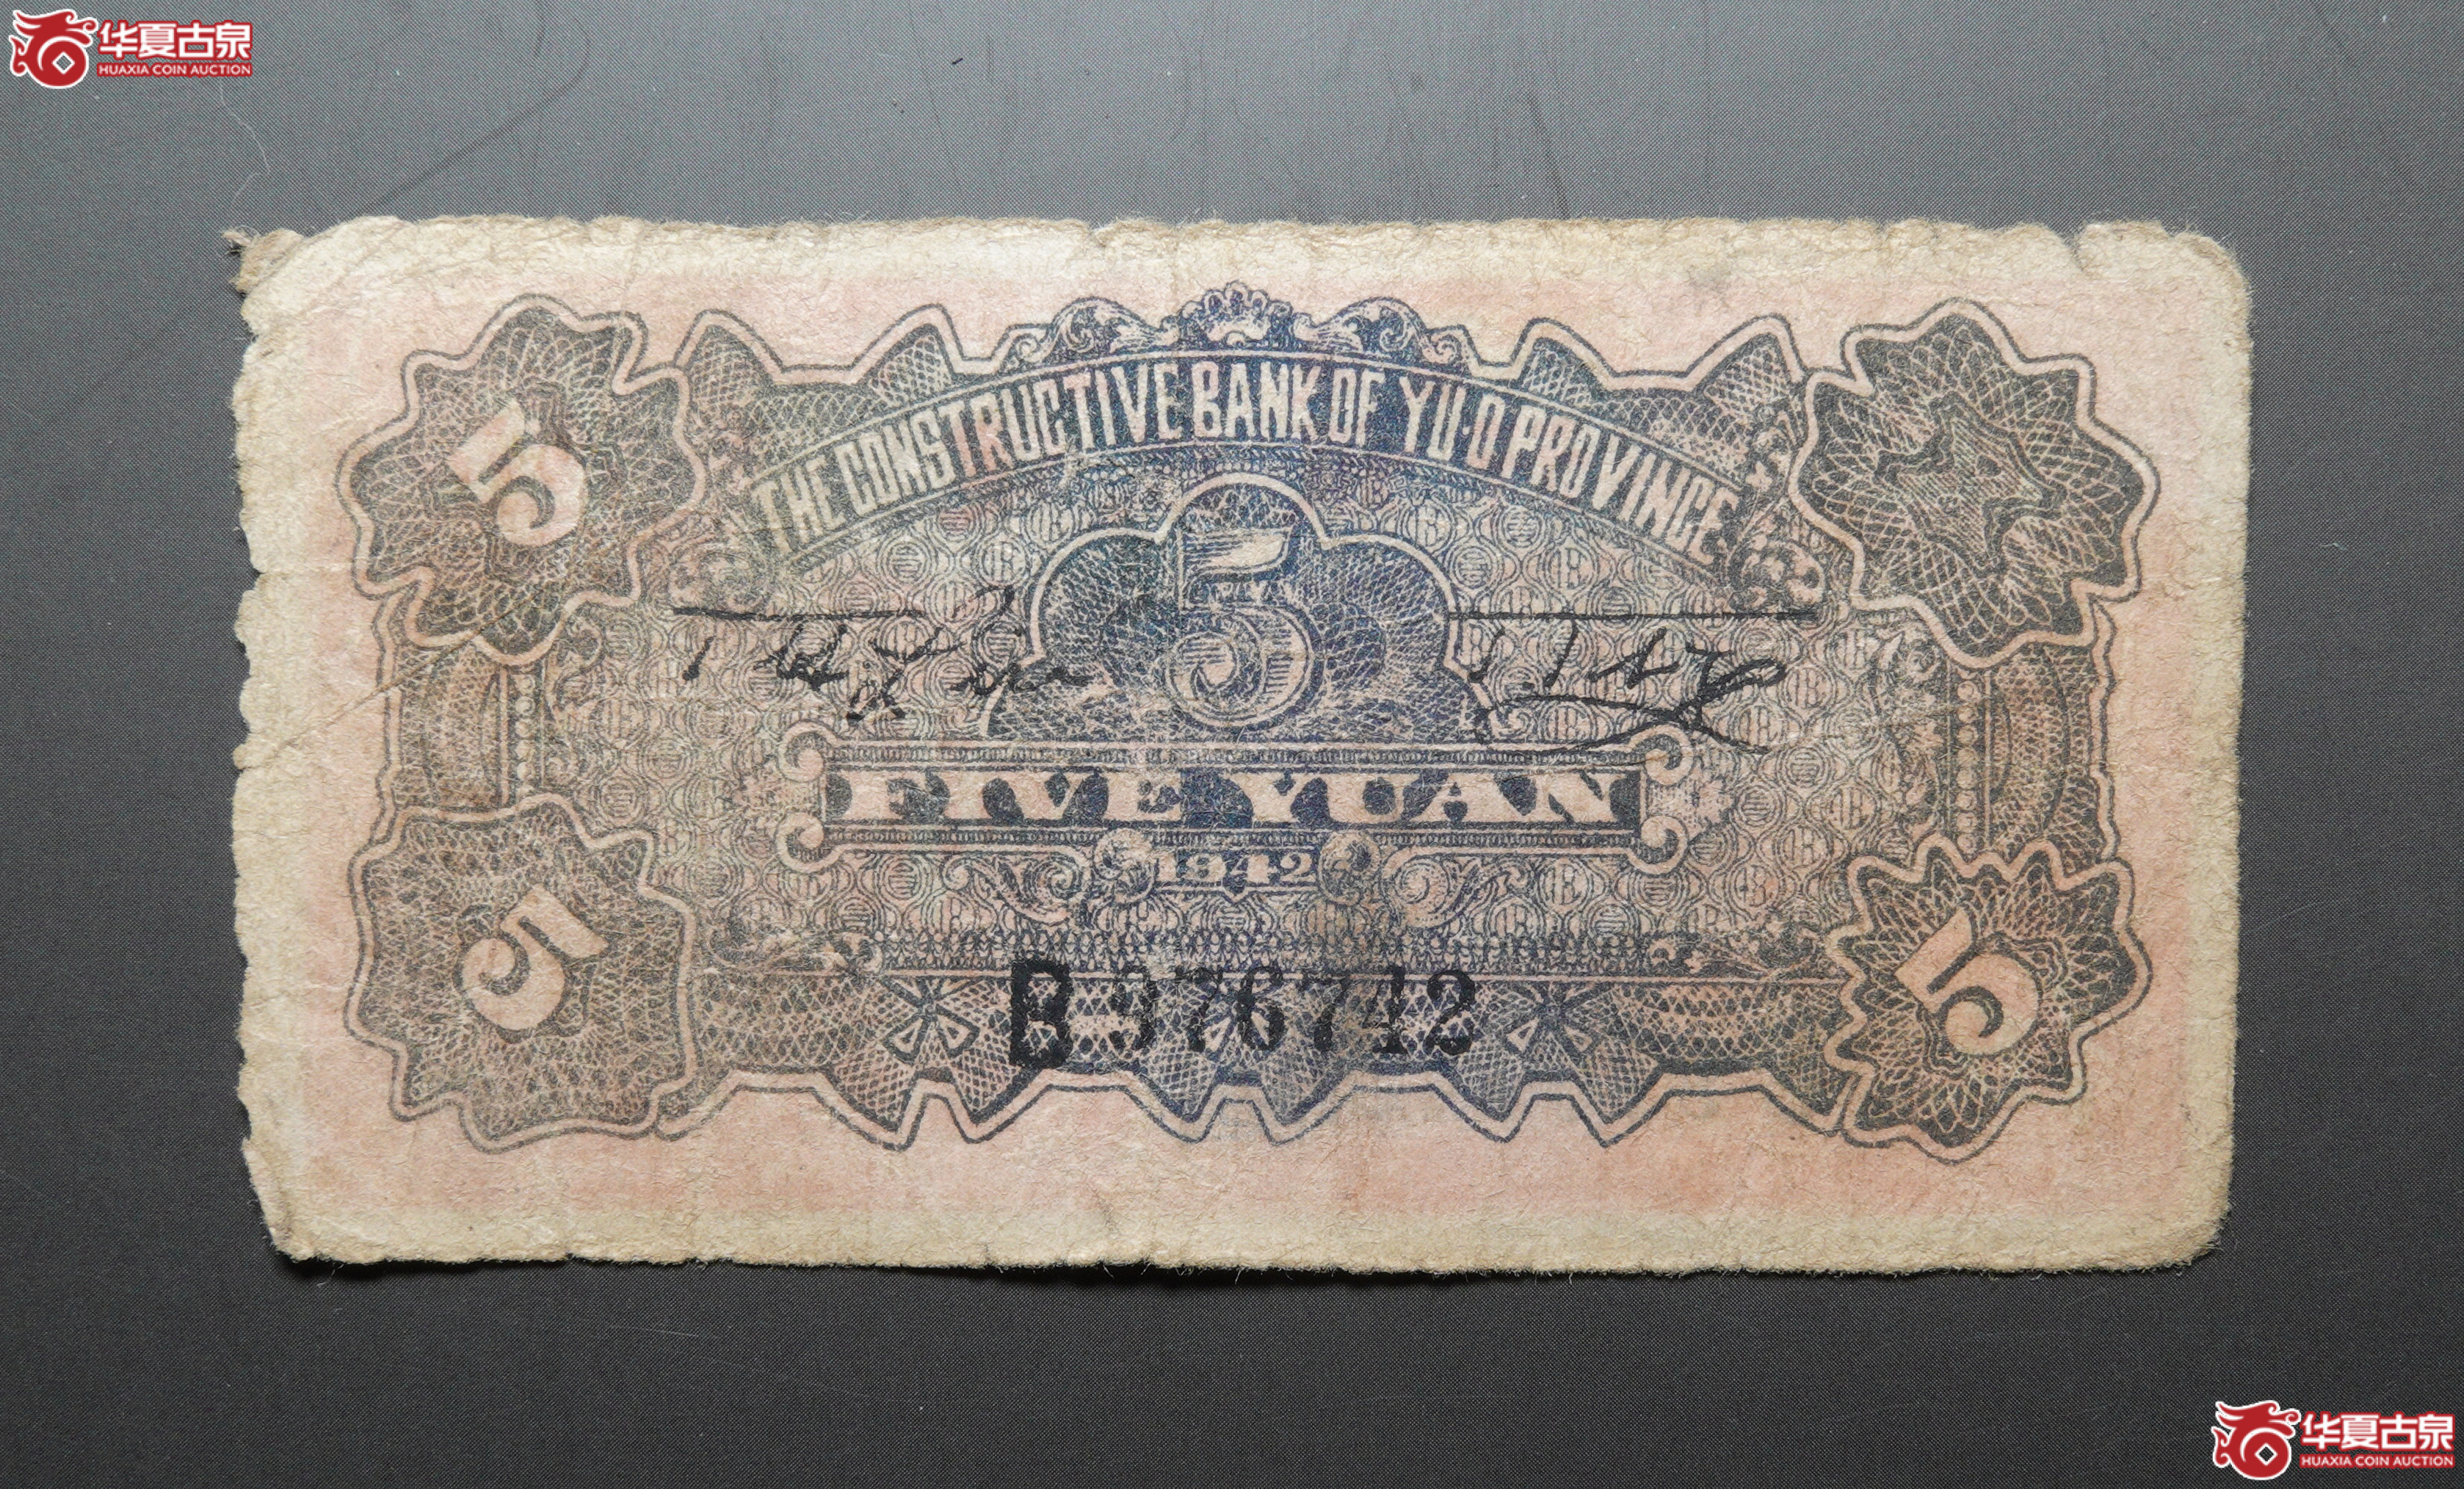 华夏古泉
HUAXIA COIN AUCTION
THE CONSTRUCTIVE BANK OF YU-O PROVINCE
5
5
FIVE YUAN
1942
5
5
B 976742
华夏古泉
HUAXIA COIN AUCTION